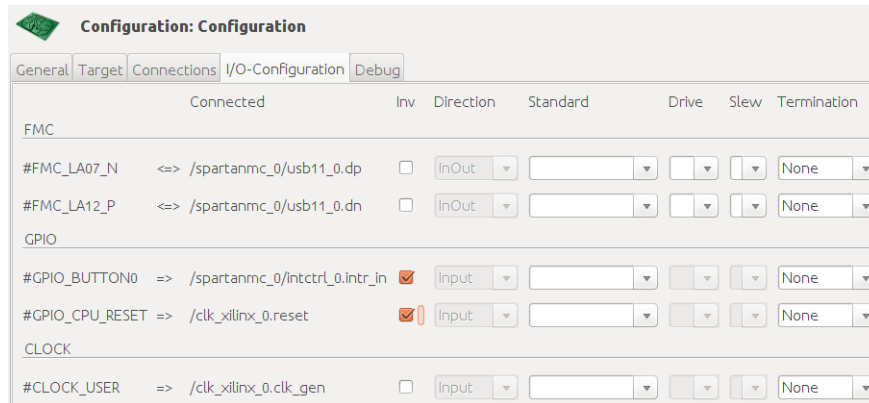 Configuration: Configuration
General Target Connections I/O-Configuration Debug
Connected Inv Direction Standard Drive Slew Termination
FMC
#FMC_LA07_N <=> /spartanmc_0/usb11_0.dp InOut None
#FMC_LA12_P <=> /spartanmc_0/usb11_0.dn InOut None
GPIO
#GPIO_BUTTON0 => /spartanmc_0/intctrl_0.intr_in Input None
#GPIO_CPU_RESET => /clk_xilinx_0.reset Input None
CLOCK
#CLOCK_USER => /clk_xilinx_0.clk_gen Input None